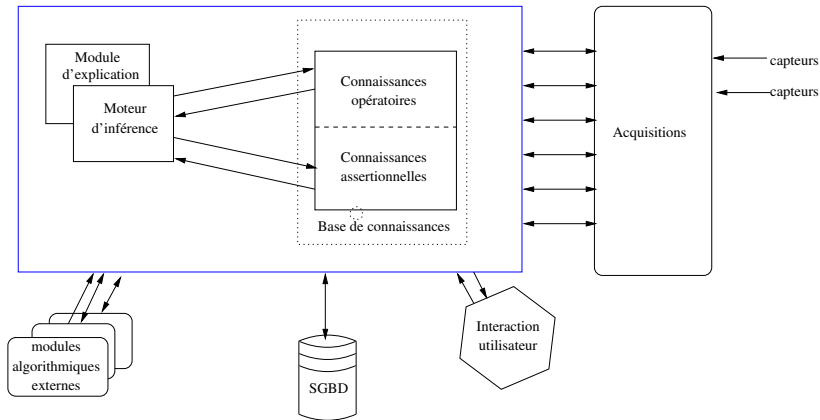 Module
d'explication
Moteur
d'inférence
Connaissances
opératoires
Connaissances
assertionnelles
Base de connaissances
Acquisitions
capteurs
capteurs
modules
algorithmiques
externes
SGBD
Interaction
utilisateur